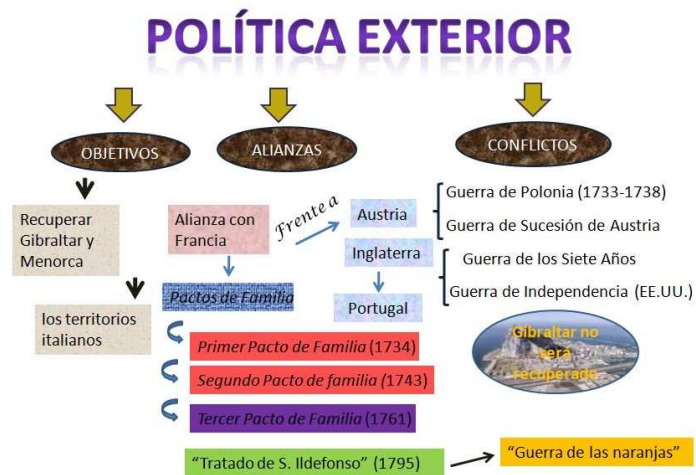 POLÍTICA EXTERIOR
OBJETIVOS
ALIANZAS
CONFLICTOS
Recuperar
Gibraltar y
Menorca
los territorios
italianos
Alianza con
Francia
Frente a
Pactos de Familia
Austria
Inglaterra
Portugal
Guerra de Polonia (1733-1738)
Guerra de Sucesión de Austria
Guerra de los Siete Años
Guerra de Independencia (EE.UU.)
Gibraltar no
será
recuperado
Primer Pacto de Familia (1734)
Segundo Pacto de familia (1743)
Tercer Pacto de Familia (1761)
“Tratado de S. Ildefonso” (1795)
“Guerra de las naranjas”